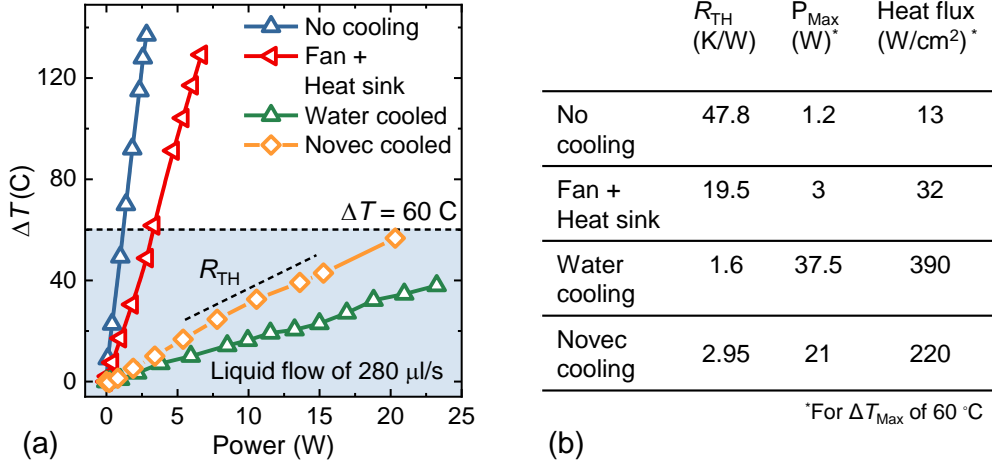 No cooling
Fan +
Heat sink
Water cooled
Novec cooled
ΔT = 60 C
R_TH
Liquid flow of 280 μl/s
ΔT (C)
120
80
40
0
0 5 10 15 20 25
Power (W)
(a)
R_TH P_Max Heat flux
(K/W) (W)* (W/cm²)*
No
cooling 47.8 1.2 13
Fan +
Heat sink 19.5 3 32
Water
cooling 1.6 37.5 390
Novec
cooling 2.95 21 220
*For ΔT_Max of 60 °C
(b)